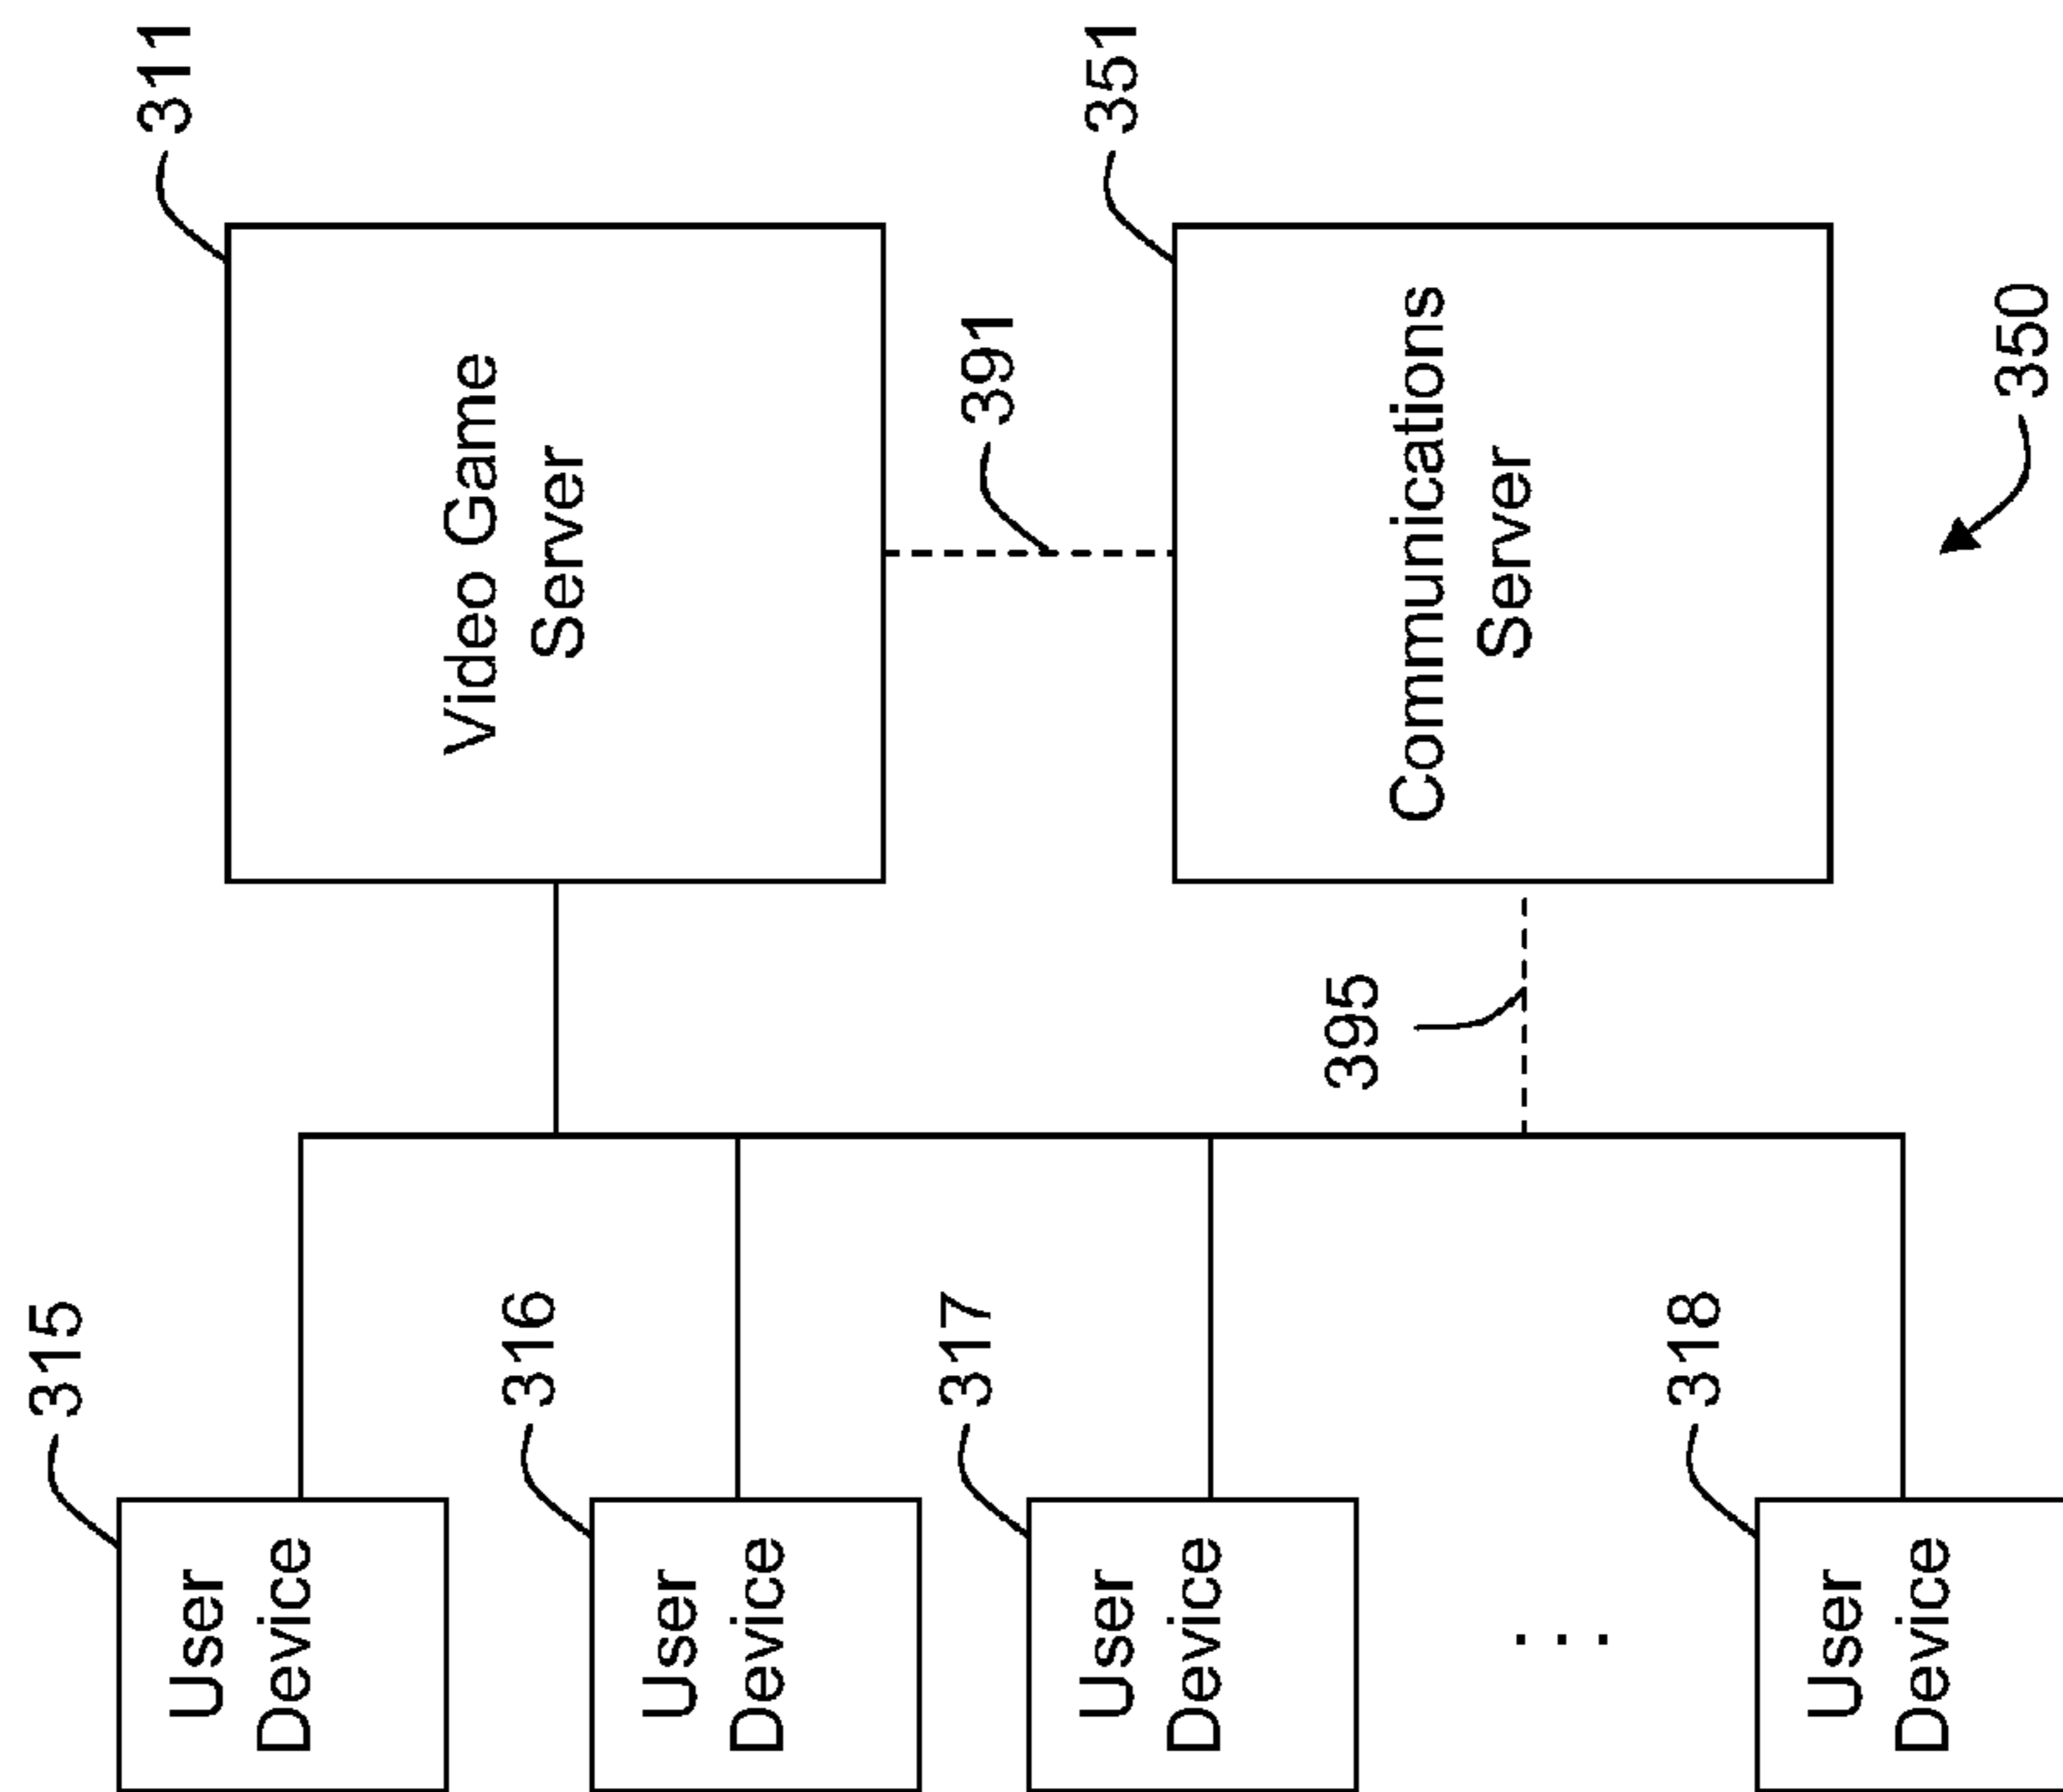 311
Video Game
Server
391
351
Communications
Server
350
395
315
User
Device
316
User
Device
317
User
Device
. . .
318
User
Device